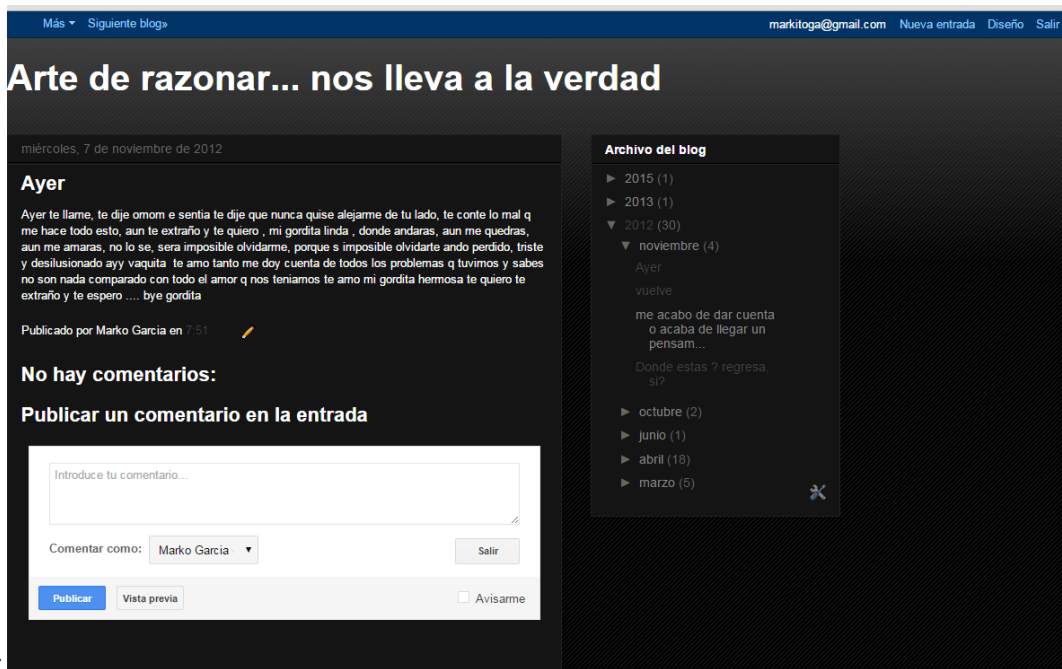 Más Siguiente blog» markitoga@gmail.com Nueva entrada Diseño Salir
Arte de razonar... nos lleva a la verdad
miércoles, 7 de noviembre de 2012
Ayer
Ayer te llame, te dije omom e sentia te dije que nunca quise alejarme de tu lado, te conte lo mal q
me hace todo esto, aun te extraño y te quiero , mi gordita linda , donde andaras, aun me quedras,
aun me amaras, no lo se, sera imposible olvidarme, porque s imposible olvidarte ando perdido, triste
y desilusionado ayy vaquita te amo tanto me doy cuenta de todos los problemas q tuvimos y sabes
no son nada comparado con todo el amor q nos teniamos te amo mi gordita hermosa te quiero te
extraño y te espero .... bye gordita
Publicado por Marko Garcia en 7:51
No hay comentarios:
Publicar un comentario en la entrada
Introduce tu comentario...
Comentar como: Marko Garcia
Salir
Publicar
Vista previa
Avisarme
Archivo del blog
► 2015 (1)
► 2013 (1)
▼ 2012 (30)
▼ noviembre (4)
Ayer
vuelve
me acabo de dar cuenta
o acaba de llegar un
pensam...
Donde estas ? regresa,
si?
► octubre (2)
► junio (1)
► abril (18)
► marzo (5)